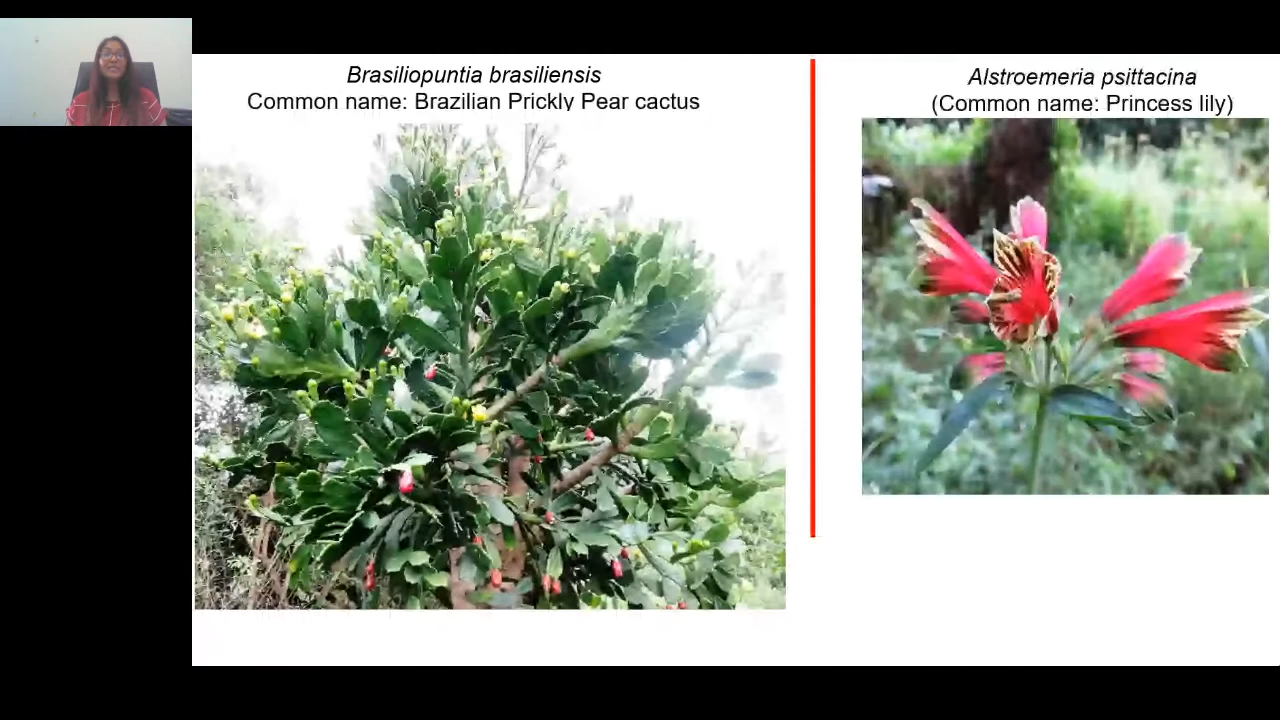 Brasiliopuntia brasiliensis
Common name: Brazilian Prickly Pear cactus
Alstroemeria psittacina
(Common name: Princess lily)